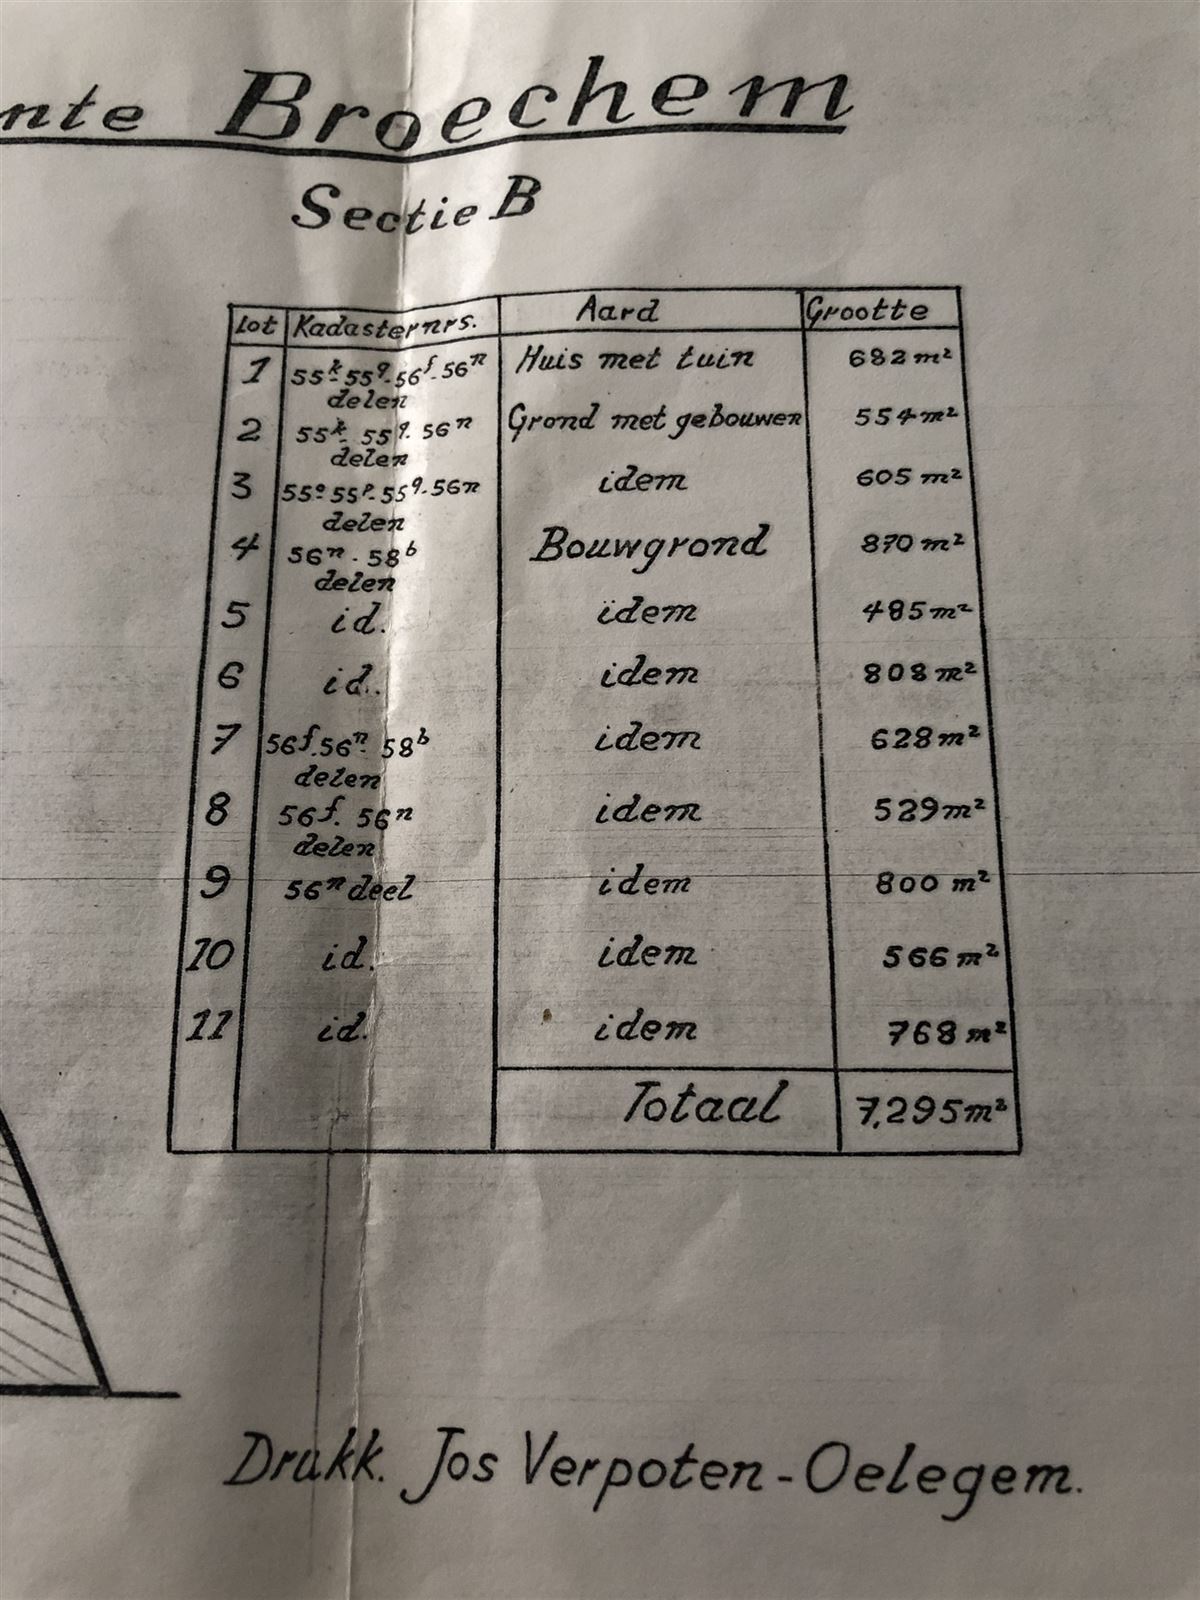 nte Broechem
Sectie B
Lot Kadasternrs. Aard Grootte
1 55k. 55q. 56f. 56n Huis met tuin 682 m²
delen
2 55k. 55q. 56n Grond met gebouwen 554 m²
delen
3 55o. 55p. 55q. 56n idem 605 m²
delen
4 56n. 58b Bouwgrond 870 m²
delen
5 id. idem 485 m²
6 id. idem 808 m²
7 56f. 56n. 58b idem 628 m²
delen
8 56f. 56n idem 529 m²
delen
9 56n deel idem 800 m²
10 id. idem 566 m²
11 id. idem 768 m²
Totaal 7,295 m²
Drukk. Jos Verpoten - Oelegem.